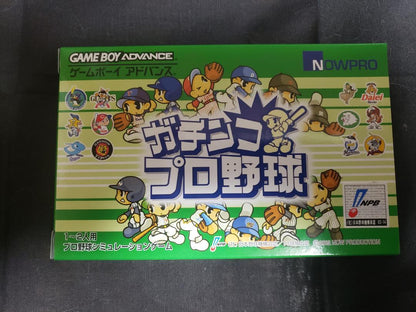 GAME BOY ADVANCE
ゲームボーイ アドバンス
NOWPRO
GIANTS
Daiei
ガチンコ
プロ野球
NPB
1〜2人用
プロ野球シミュレーションゲーム